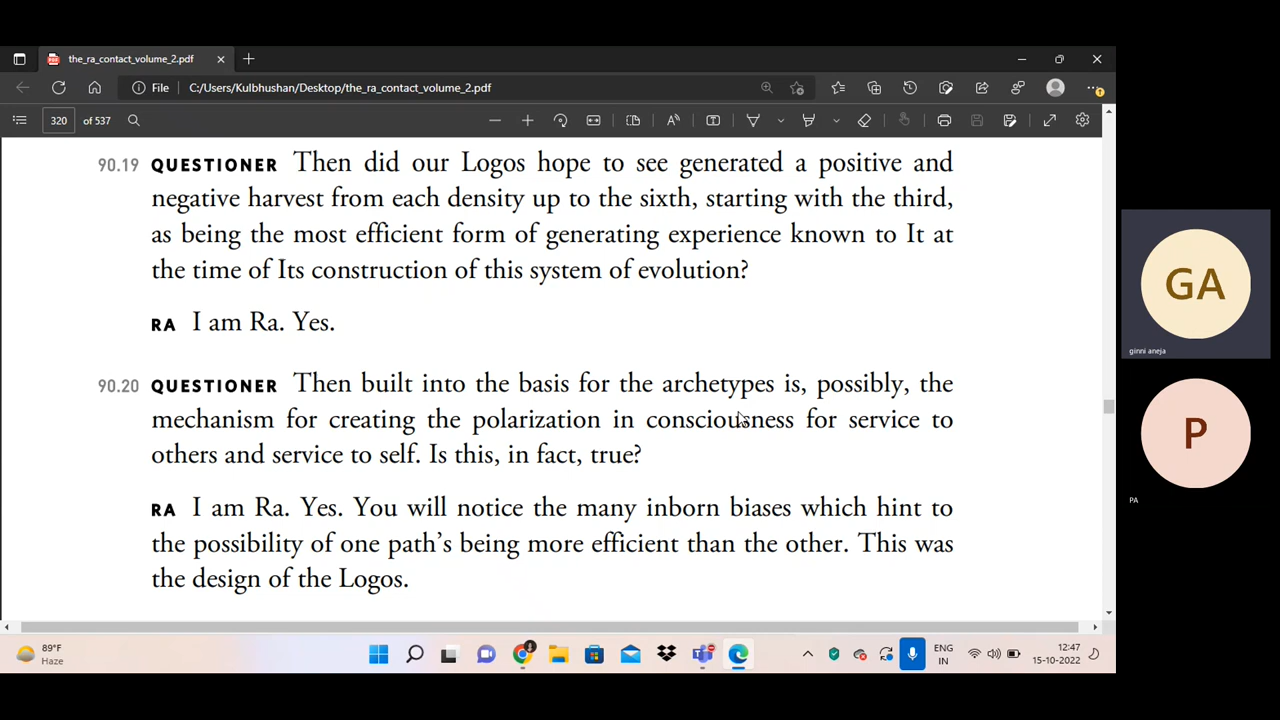 the_ra_contact_volume_2.pdf
File C:/Users/Kulbhushan/Desktop/the_ra_contact_volume_2.pdf
320 of 537
90.19 QUESTIONER Then did our Logos hope to see generated a positive and
negative harvest from each density up to the sixth, starting with the third,
as being the most efficient form of generating experience known to It at
the time of Its construction of this system of evolution?
RA I am Ra. Yes.
90.20 QUESTIONER Then built into the basis for the archetypes is, possibly, the
mechanism for creating the polarization in consciousness for service to
others and service to self. Is this, in fact, true?
RA I am Ra. Yes. You will notice the many inborn biases which hint to
the possibility of one path's being more efficient than the other. This was
the design of the Logos.
GA
ginni aneja
P
PA
89°F
Haze
ENG
IN
12:47
15-10-2022